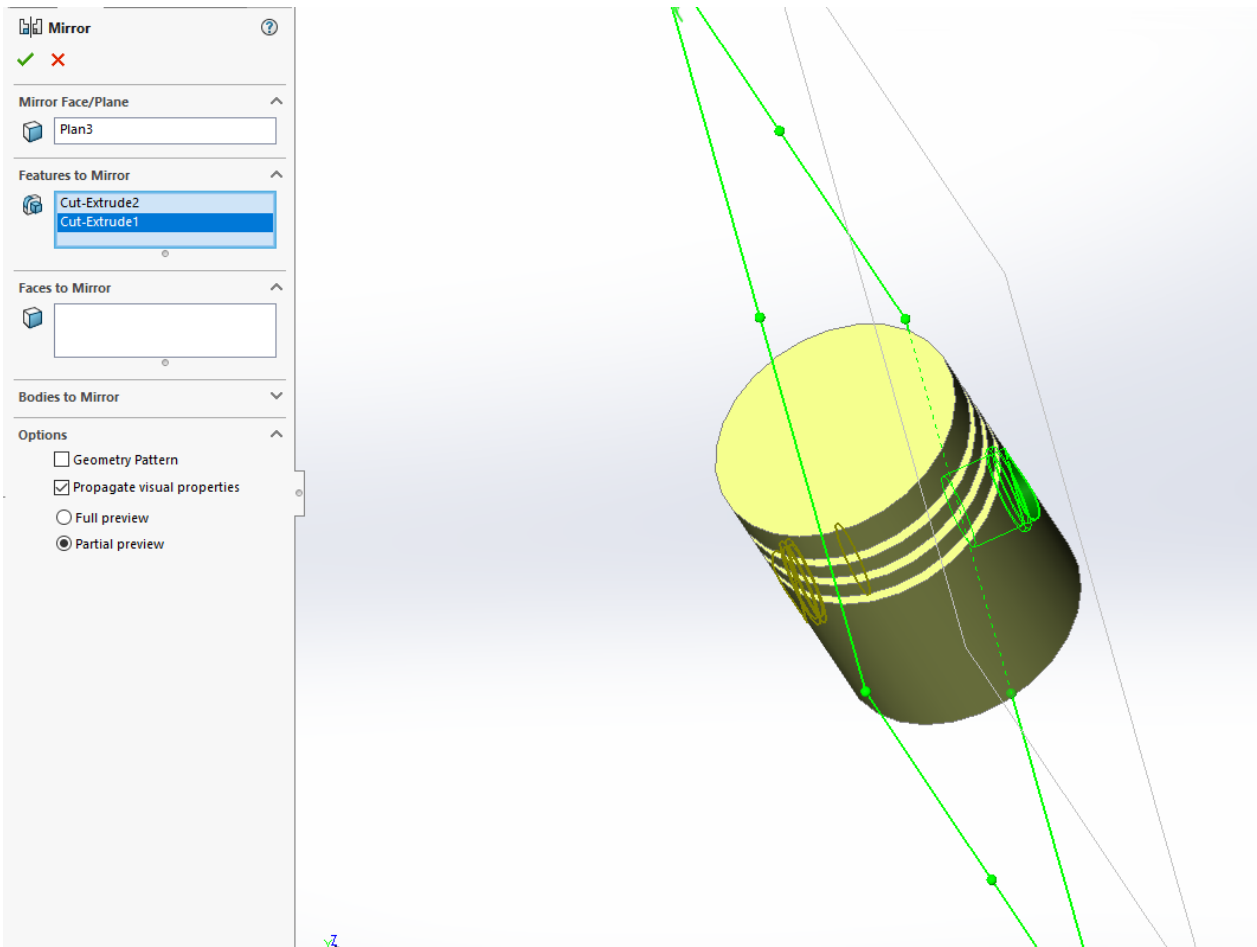 Mirror
Mirror Face/Plane
Plan3
Features to Mirror
Cut-Extrude2
Cut-Extrude1
Faces to Mirror
Bodies to Mirror
Options
Geometry Pattern
Propagate visual properties
Full preview
Partial preview
Z